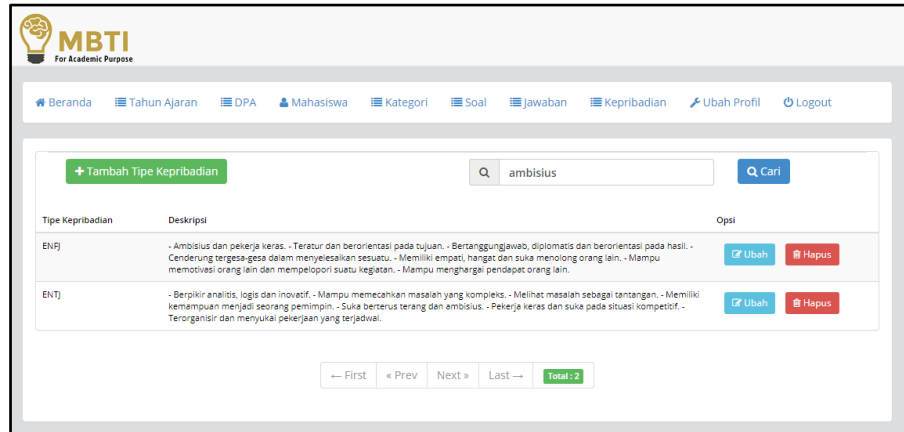 MBTI
For Academic Purpose
Beranda Tahun Ajaran DPA Mahasiswa Kategori Soal Jawaban Kepribadian Ubah Profil Logout
+ Tambah Tipe Kepribadian ambisius Cari
Tipe Kepribadian Deskripsi Opsi
ENFJ - Ambisius dan pekerja keras. - Teratur dan berorientasi pada tujuan. - Bertanggungjawab, diplomatis dan berorientasi pada hasil. -
Cenderung tergesa-gesa dalam menyelesaikan sesuatu. - Memiliki empati, hangat dan suka menolong orang lain. - Mampu
memotivasi orang lain dan mempelopori suatu kegiatan. - Mampu menghargai pendapat orang lain.
Ubah Hapus
ENTJ - Berpikir analitis, logis dan inovatif. - Mampu memecahkan masalah yang kompleks. - Melihat masalah sebagai tantangan. - Memiliki
kemampuan menjadi seorang pemimpin. - Suka berterus terang dan ambisius. - Pekerja keras dan suka pada situasi kompetitif. -
Terorganisir dan menyukai pekerjaan yang terjadwal.
Ubah Hapus
← First « Prev Next » Last → Total : 2